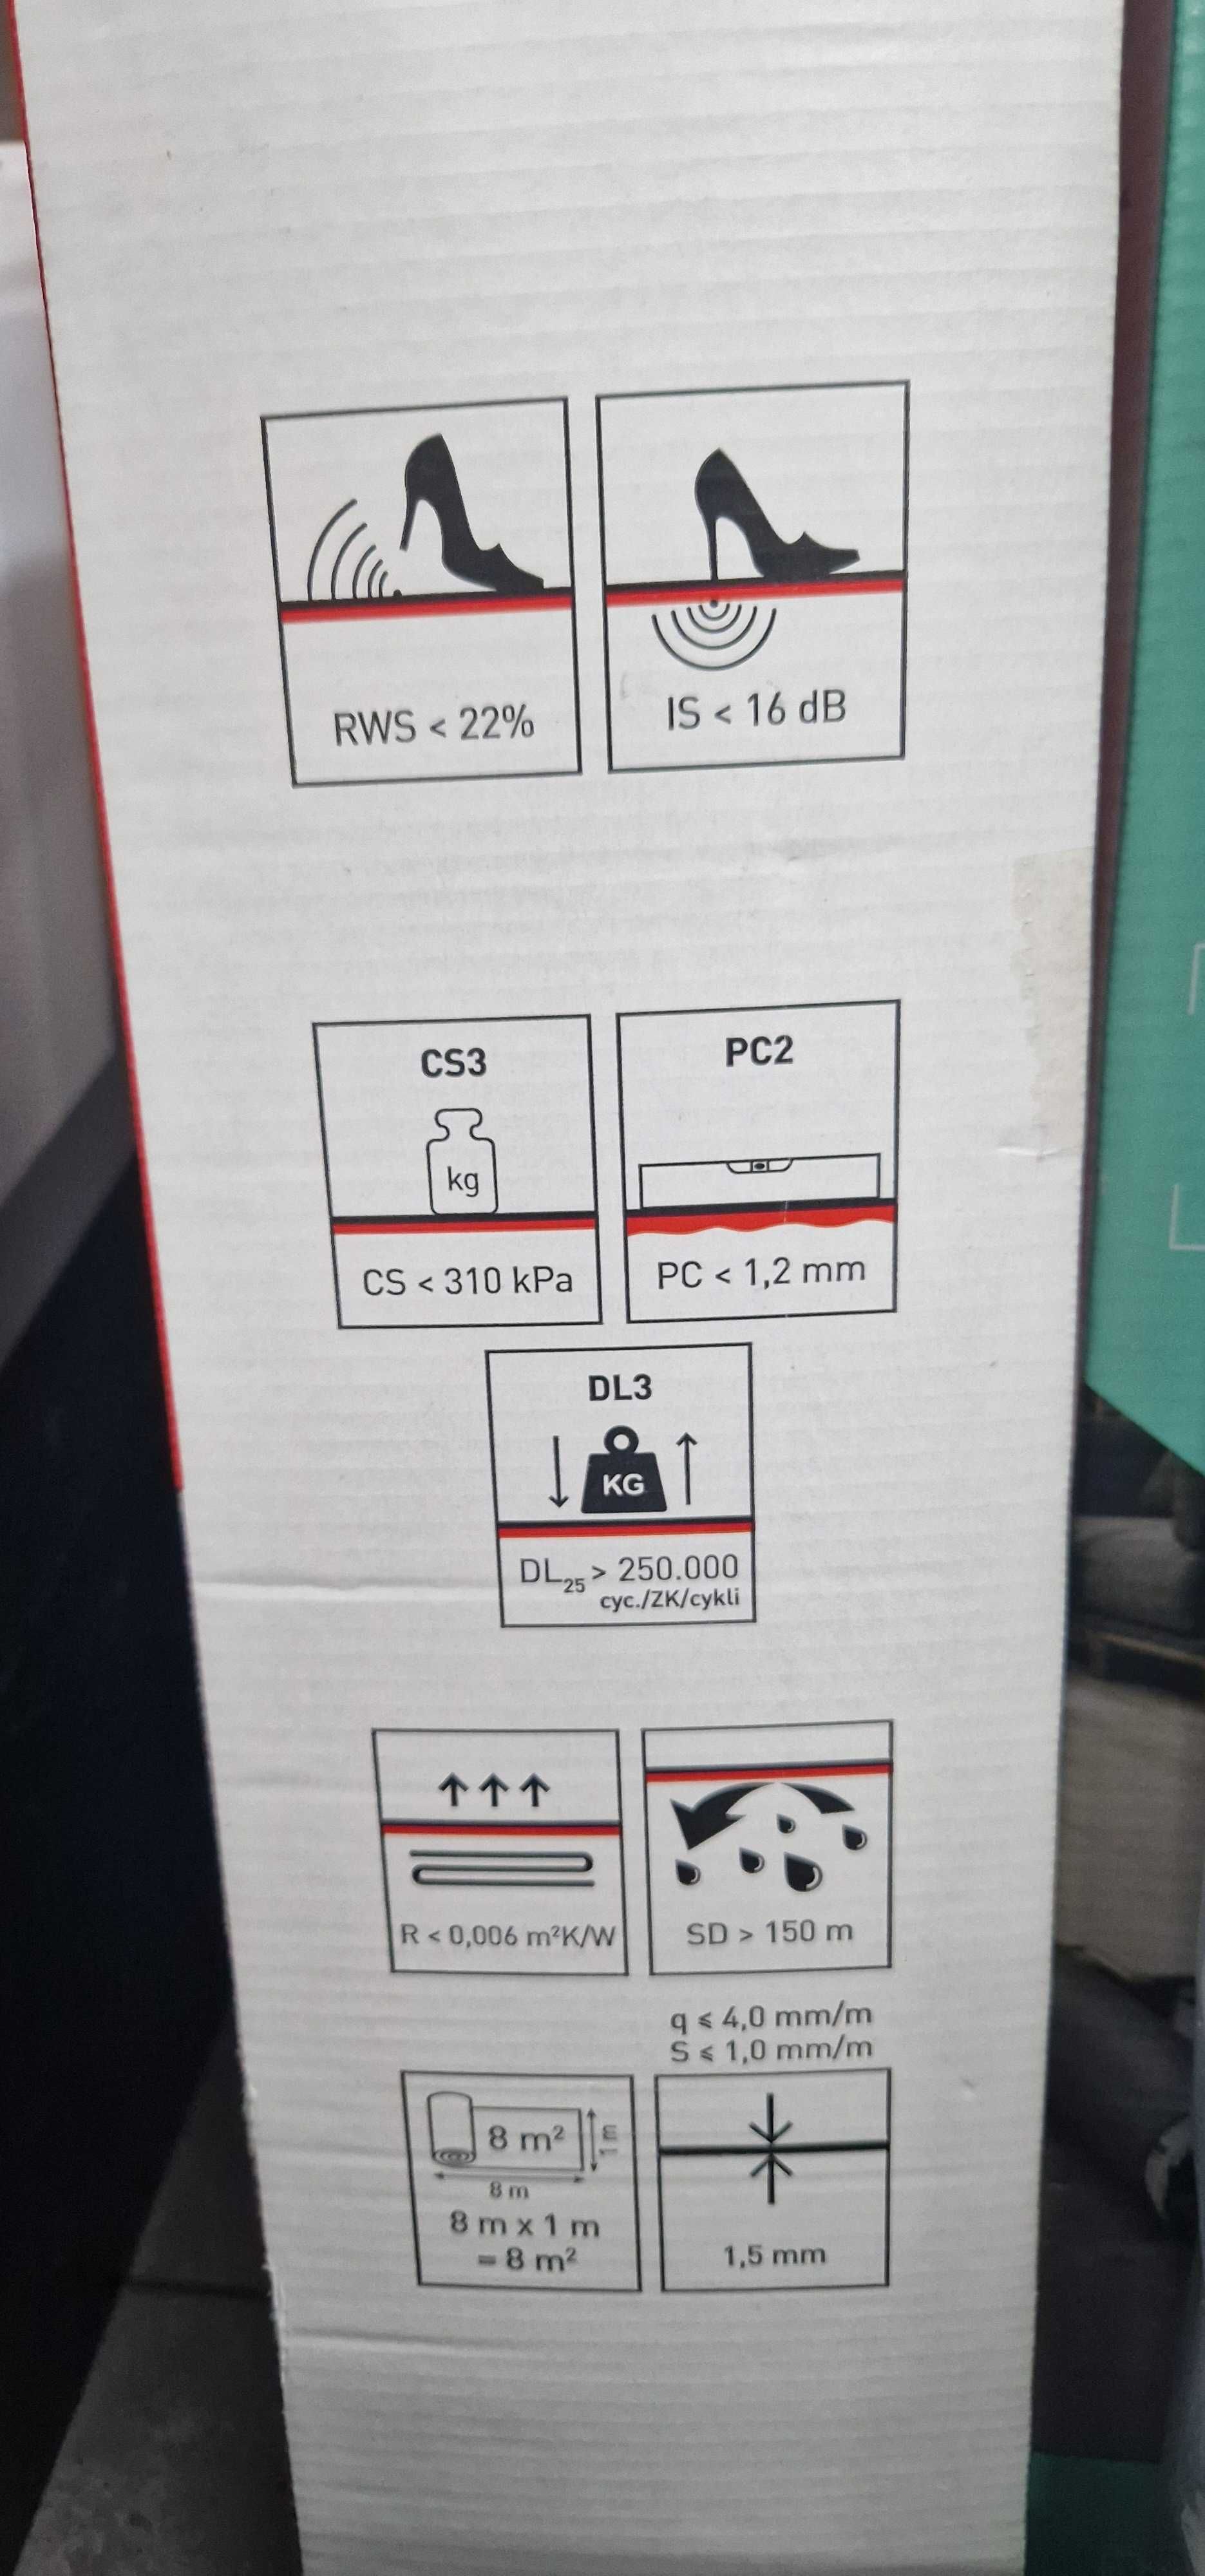 RWS < 22%
IS < 16 dB
CS3
kg
CS < 310 kPa
PC2
PC < 1,2 mm
DL3
KG
DL₂₅ > 250.000
cyc./ZK/cykli
R < 0,006 m²K/W
SD > 150 m
q ⩽ 4,0 mm/m
S ⩽ 1,0 mm/m
8 m²
1 m
8 m
8 m x 1 m
= 8 m²
1,5 mm